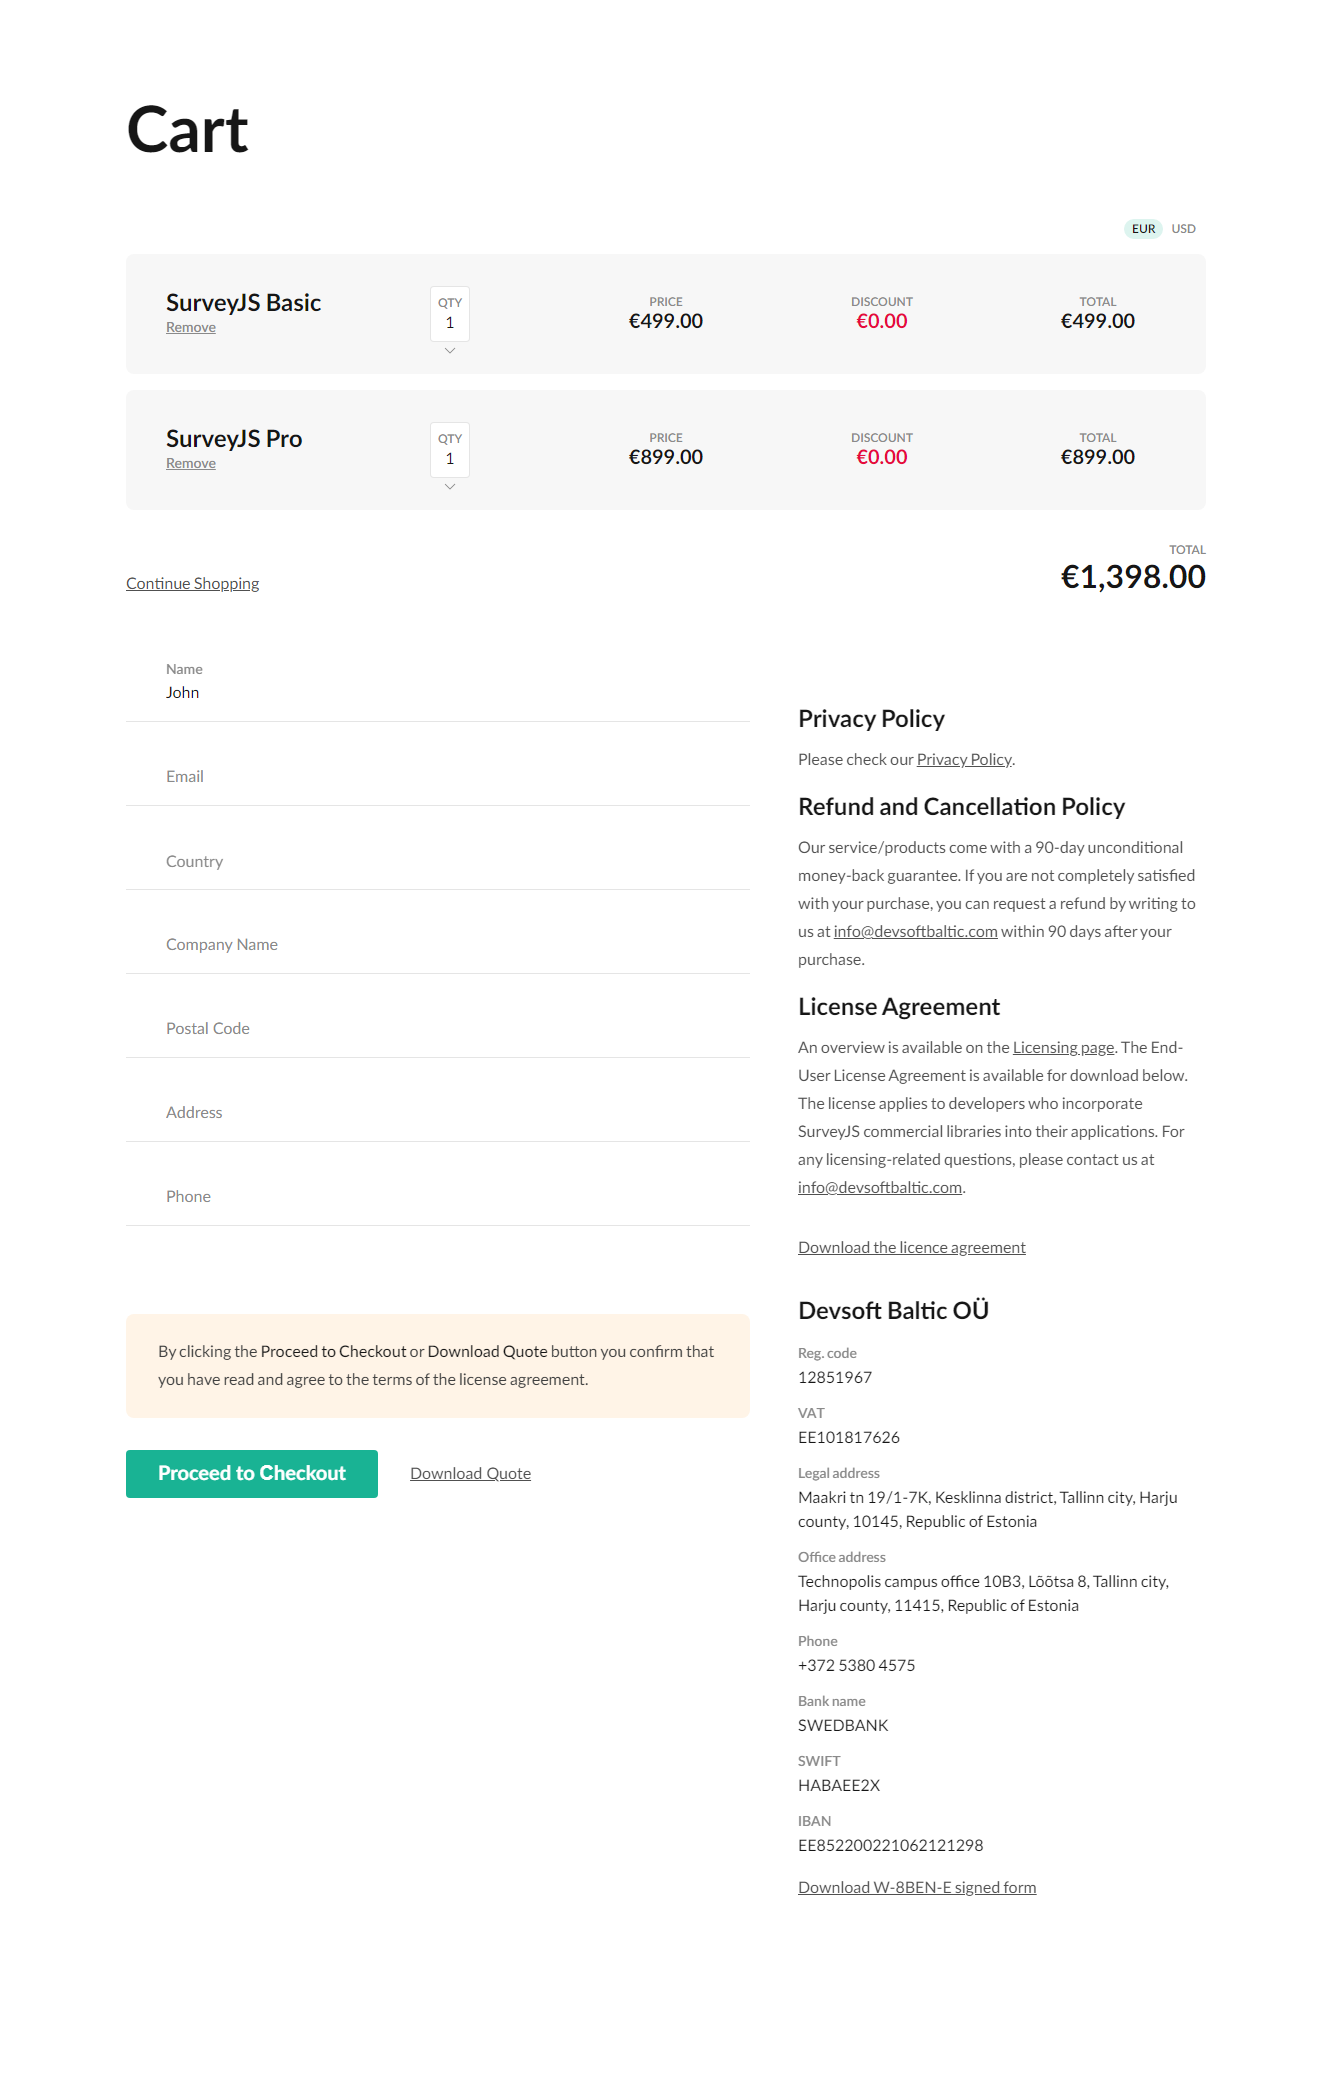 Cart
EUR USD
SurveyJS Basic
Remove
QTY
1
PRICE
€499.00
DISCOUNT
€0.00
TOTAL
€499.00
SurveyJS Pro
Remove
QTY
1
PRICE
€899.00
DISCOUNT
€0.00
TOTAL
€899.00
Continue Shopping
TOTAL
€1,398.00
Name
John
Email
Country
Company Name
Postal Code
Address
Phone
By clicking the Proceed to Checkout or Download Quote button you confirm that
you have read and agree to the terms of the license agreement.
Proceed to Checkout
Download Quote
Privacy Policy
Please check our Privacy Policy.
Refund and Cancellation Policy
Our service/products come with a 90-day unconditional
money-back guarantee. If you are not completely satisfied
with your purchase, you can request a refund by writing to
us at info@devsoftbaltic.com within 90 days after your
purchase.
License Agreement
An overview is available on the Licensing page. The End-
User License Agreement is available for download below.
The license applies to developers who incorporate
SurveyJS commercial libraries into their applications. For
any licensing-related questions, please contact us at
info@devsoftbaltic.com.
Download the licence agreement
Devsoft Baltic OÜ
Reg. code
12851967
VAT
EE101817626
Legal address
Maakri tn 19/1-7K, Kesklinna district, Tallinn city, Harju
county, 10145, Republic of Estonia
Office address
Technopolis campus office 10B3, Lõõtsa 8, Tallinn city,
Harju county, 11415, Republic of Estonia
Phone
+372 5380 4575
Bank name
SWEDBANK
SWIFT
HABAEE2X
IBAN
EE852200221062121298
Download W-8BEN-E signed form